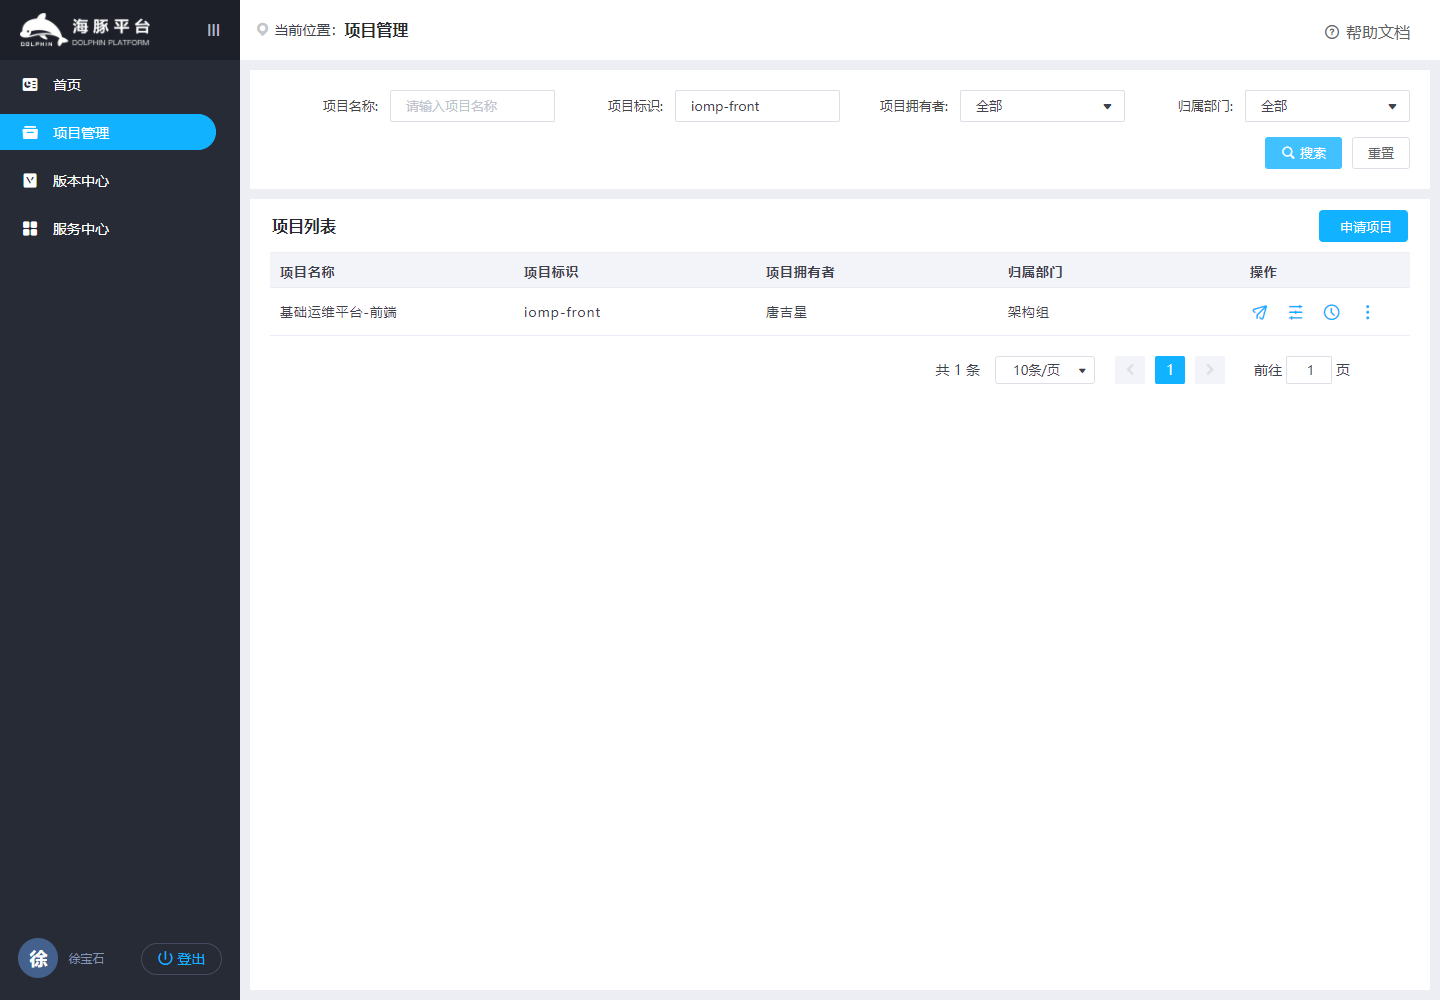 海豚平台
DOLPHIN
DOLPHIN PLATFORM
首页
项目管理
版本中心
服务中心
徐
徐宝石
登出
当前位置：项目管理
帮助文档
项目名称: 请输入项目名称 项目标识: iomp-front 项目拥有者: 全部 归属部门: 全部
搜索 重置
项目列表
申请项目
项目名称 项目标识 项目拥有者 归属部门 操作
基础运维平台-前端 iomp-front 唐吉星 架构组
共 1 条 10条/页 1 前往 1 页